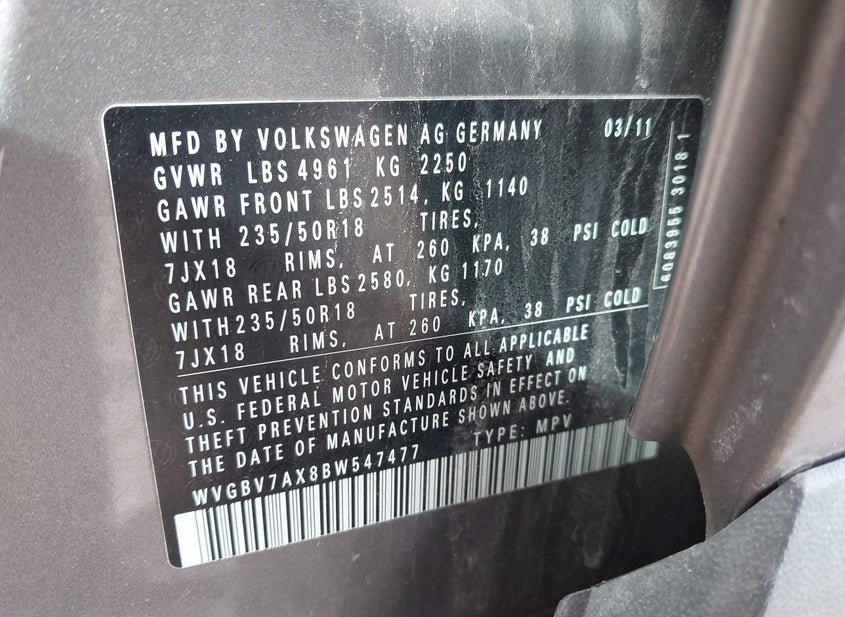 MFD BY VOLKSWAGEN AG GERMANY 03/11
GVWR LBS 4961 KG 2250
GAWR FRONT LBS 2514, KG 1140
WITH 235/50R18 TIRES,
7JX18 RIMS, AT 260 KPA, 38 PSI COLD
GAWR REAR LBS 2580, KG 1170
WITH 235/50R18 TIRES,
7JX18 RIMS, AT 260 KPA, 38 PSI COLD
THIS VEHICLE CONFORMS TO ALL APPLICABLE
U.S. FEDERAL MOTOR VEHICLE SAFETY AND
THEFT PREVENTION STANDARDS IN EFFECT ON
THE DATE OF MANUFACTURE SHOWN ABOVE.
WVGBV7AX8BW547477 TYPE: MPV
6083955 3018 1